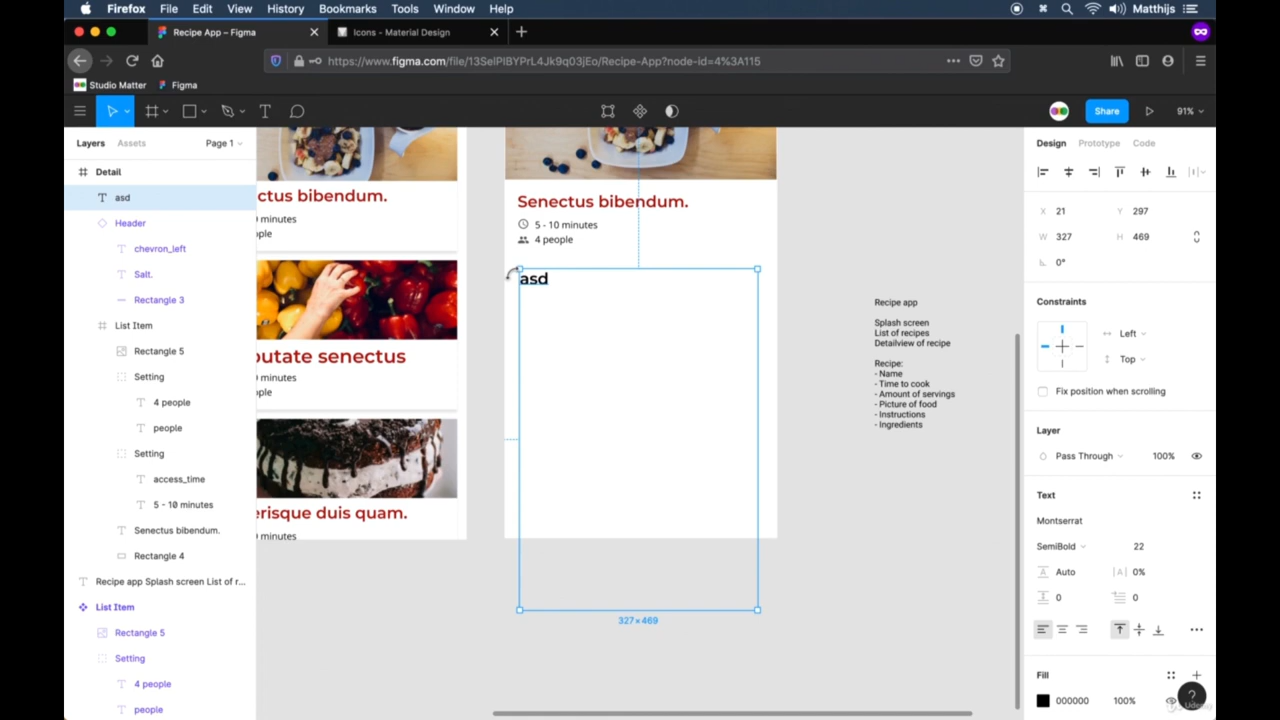 Firefox File Edit View History Bookmarks Tools Window Help Matthijs
Recipe App – Figma
Icons - Material Design
https://www.figma.com/file/13SelPIBYPrL4Jk9q03jEo/Recipe-App?node-id=4%3A115
Studio Matter Figma
Share 91%
Layers Assets Page 1
Detail
asd
Header
chevron_left
Salt.
Rectangle 3
List Item
Rectangle 5
Setting
4 people
people
Setting
access_time
5 - 10 minutes
Senectus bibendum.
Rectangle 4
Recipe app Splash screen List of r...
List Item
Rectangle 5
Setting
4 people
people
ctus bibendum.
minutes
ople
outate senectus
minutes
ople
erisque duis quam.
minutes
Senectus bibendum.
5 - 10 minutes
4 people
asd
327 × 469
Recipe app
Splash screen
List of recipes
Detailview of recipe
Recipe:
- Name
- Time to cook
- Amount of servings
- Picture of food
- Instructions
- Ingredients
Design Prototype Code
X 21 Y 297
W 327 H 469
0°
Constraints
Left
Top
Fix position when scrolling
Layer
Pass Through 100%
Text
Montserrat
SemiBold 22
Auto 0%
0 0
Fill
000000 100%
?